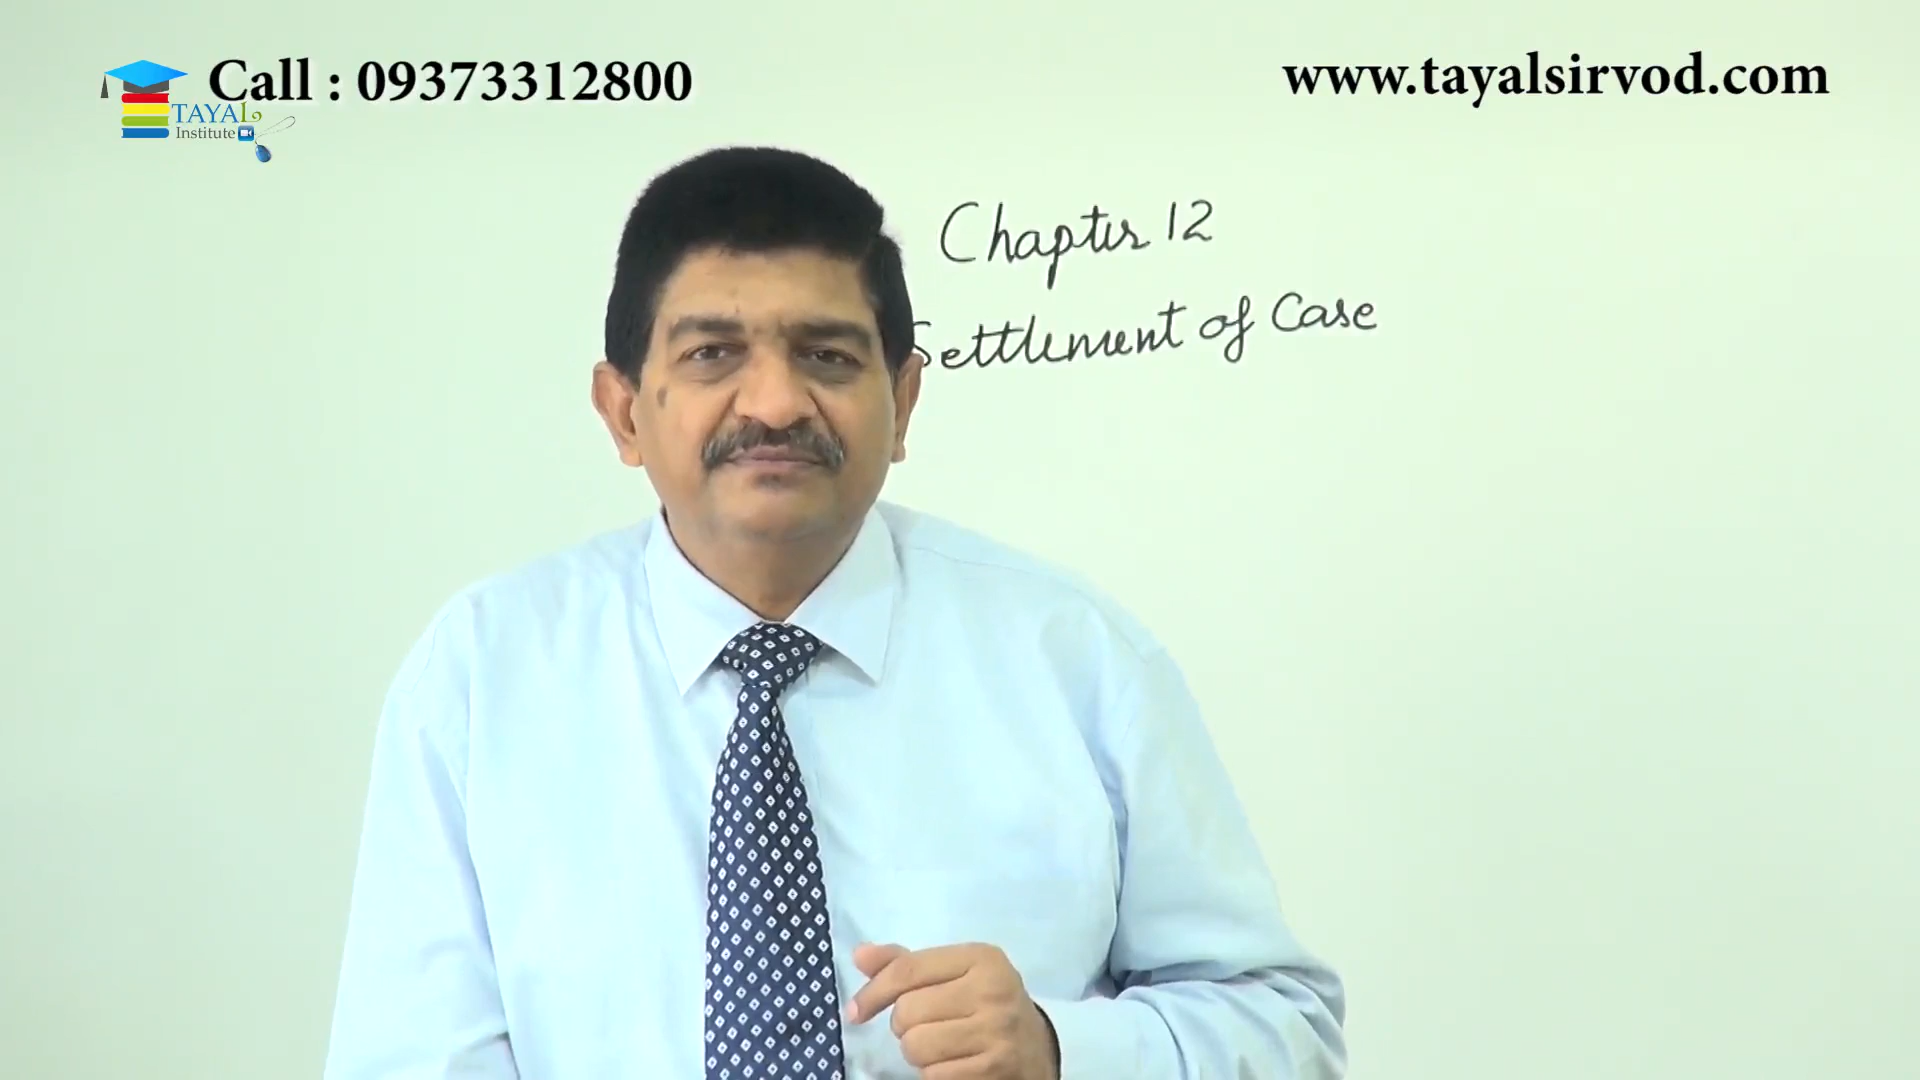 Call : 09373312800
www.tayalsirvod.com
TAYAL
Institute
Chapter 12
Settlement of Case